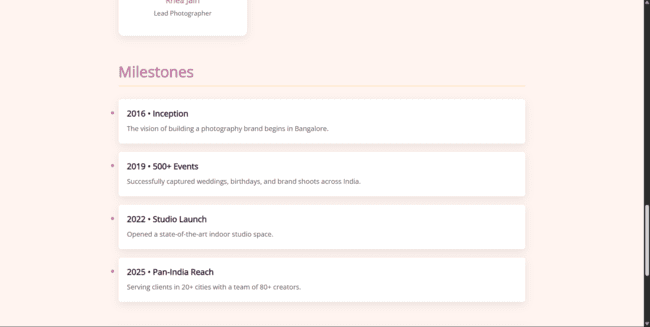 Rhea Jain
Lead Photographer
Milestones
2016 • Inception
The vision of building a photography brand begins in Bangalore.
2019 • 500+ Events
Successfully captured weddings, birthdays, and brand shoots across India.
2022 • Studio Launch
Opened a state-of-the-art indoor studio space.
2025 • Pan-India Reach
Serving clients in 20+ cities with a team of 80+ creators.